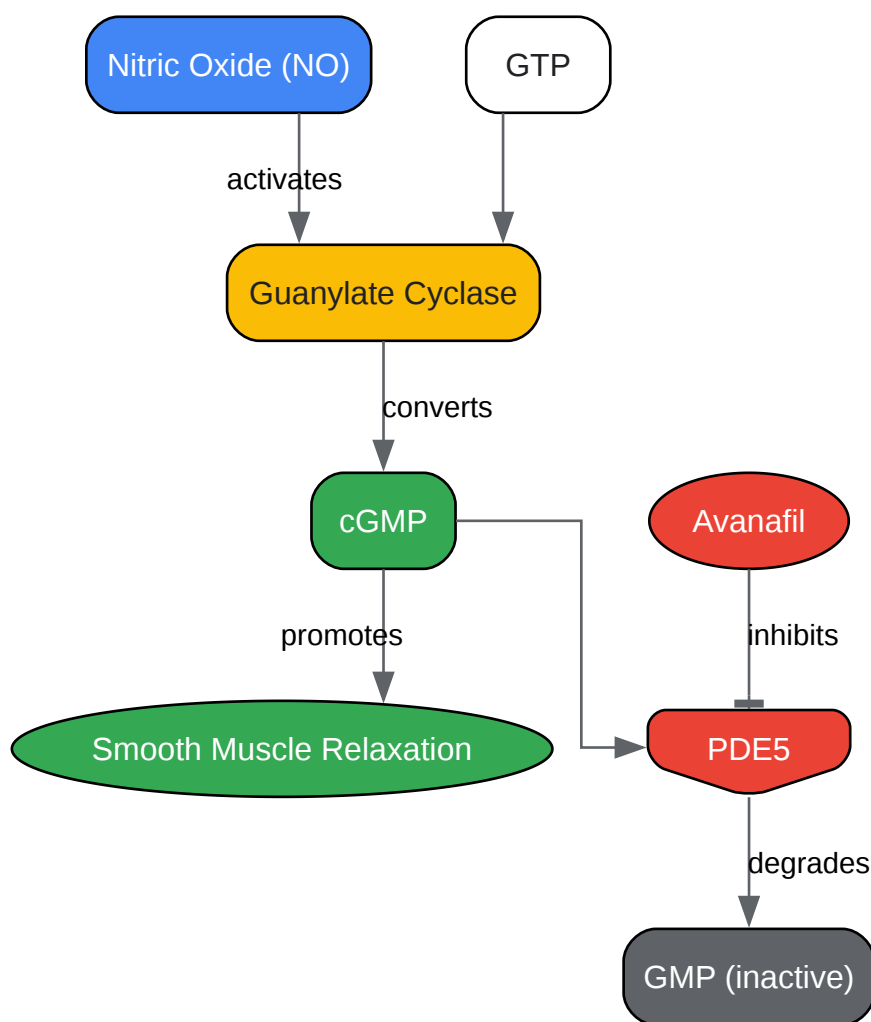 Nitric Oxide (NO)
GTP
activates
Guanylate Cyclase
converts
cGMP
Avanafil
promotes
inhibits
Smooth Muscle Relaxation
PDE5
degrades
GMP (inactive)